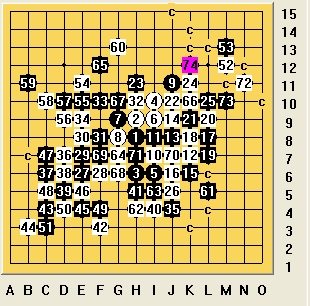 C 15
C 14
60 C C 53 13
65 74 52 C 12
59 54 23 9 24 C 72 11
58 57 55 33 67 32 4 22 66 25 73 C 10
56 34 7 2 6 14 21 20 9
30 31 8 1 11 13 18 17 8
C 47 36 29 69 64 71 10 70 12 19 7
37 38 27 28 68 3 5 16 15 C 6
48 39 46 41 63 26 61 5
43 50 45 49 62 40 35 C 4
44 51 42 C 3
2
1
A B C D E F G H I J K L M N O